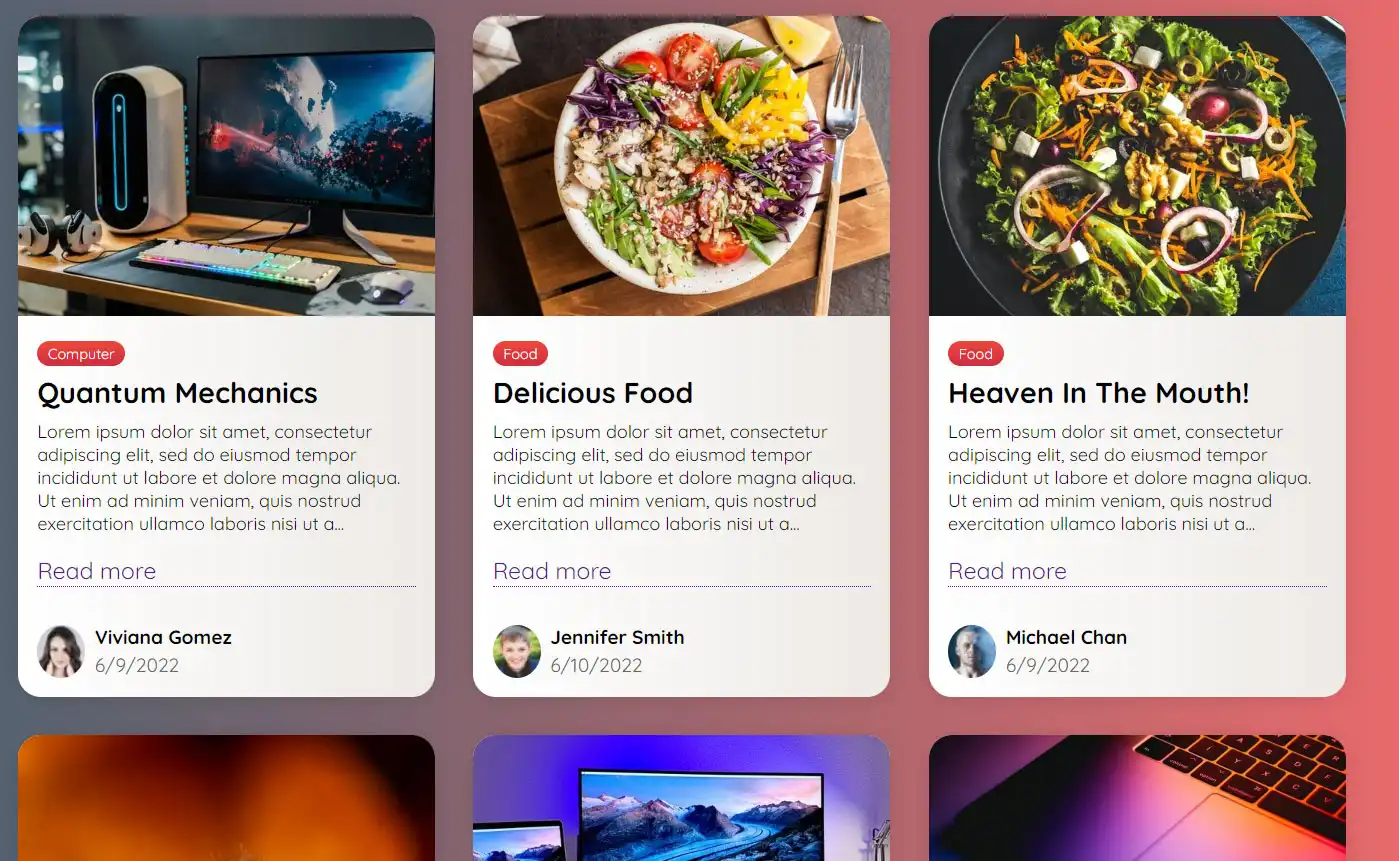 Computer
Quantum Mechanics
Lorem ipsum dolor sit amet, consectetur
adipiscing elit, sed do eiusmod tempor
incididunt ut labore et dolore magna aliqua.
Ut enim ad minim veniam, quis nostrud
exercitation ullamco laboris nisi ut a...
Read more
Viviana Gomez
6/9/2022
Food
Delicious Food
Lorem ipsum dolor sit amet, consectetur
adipiscing elit, sed do eiusmod tempor
incididunt ut labore et dolore magna aliqua.
Ut enim ad minim veniam, quis nostrud
exercitation ullamco laboris nisi ut a...
Read more
Jennifer Smith
6/10/2022
Food
Heaven In The Mouth!
Lorem ipsum dolor sit amet, consectetur
adipiscing elit, sed do eiusmod tempor
incididunt ut labore et dolore magna aliqua.
Ut enim ad minim veniam, quis nostrud
exercitation ullamco laboris nisi ut a...
Read more
Michael Chan
6/9/2022